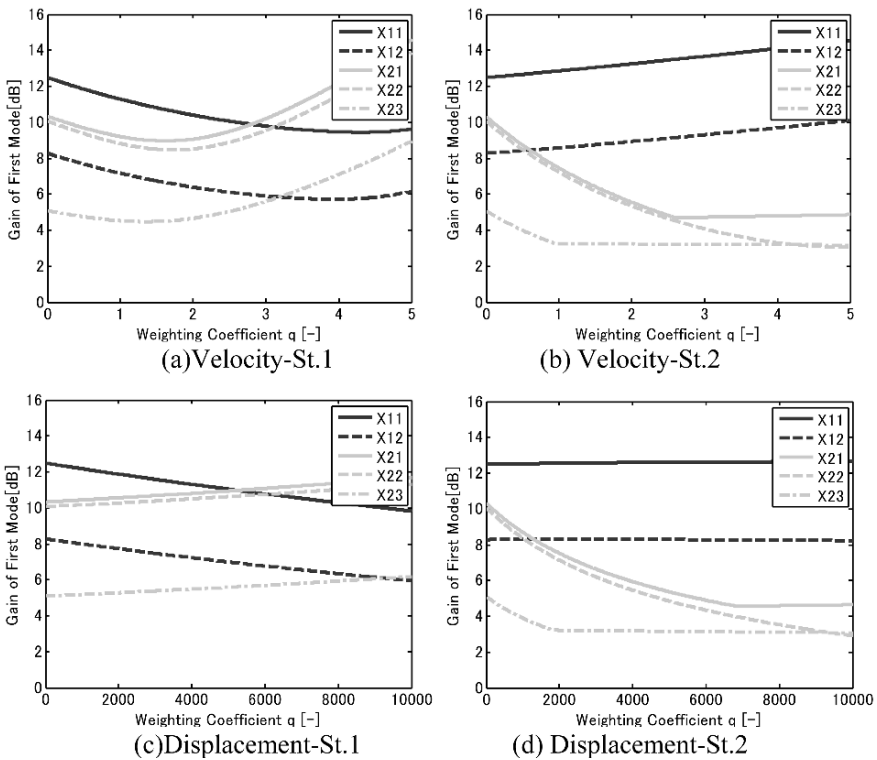 16
14
12
10
8
6
4
2
0
Gain of First Mode[dB]
X11
X12
X21
X22
X23
0 1 2 3 4 5
Weighting Coefficient q [-]
(a)Velocity-St.1
16
14
12
10
8
6
4
2
0
Gain of First Mode[dB]
X11
X12
X21
X22
X23
0 1 2 3 4 5
Weighting Coefficient q [-]
(b) Velocity-St.2
16
14
12
10
8
6
4
2
0
Gain of First Mode[dB]
X11
X12
X21
X22
X23
0 2000 4000 6000 8000 10000
Weighting Coefficient q [-]
(c)Displacement-St.1
16
14
12
10
8
6
4
2
0
Gain of First Mode[dB]
X11
X12
X21
X22
X23
0 2000 4000 6000 8000 10000
Weighting Coefficient q [-]
(d) Displacement-St.2